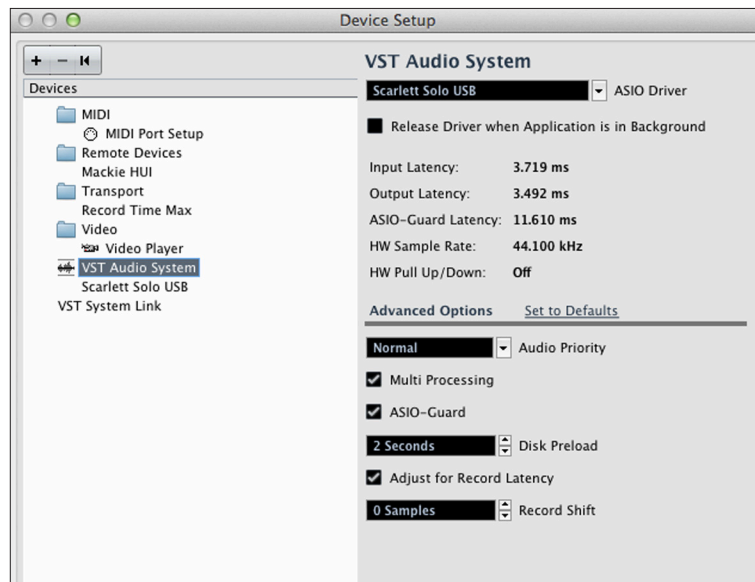 Device Setup
Devices
MIDI
MIDI Port Setup
Remote Devices
Mackie HUI
Transport
Record Time Max
Video
Video Player
VST Audio System
Scarlett Solo USB
VST System Link
VST Audio System
Scarlett Solo USB ASIO Driver
Release Driver when Application is in Background
Input Latency: 3.719 ms
Output Latency: 3.492 ms
ASIO-Guard Latency: 11.610 ms
HW Sample Rate: 44.100 kHz
HW Pull Up/Down: Off
Advanced Options Set to Defaults
Normal Audio Priority
Multi Processing
ASIO-Guard
2 Seconds Disk Preload
Adjust for Record Latency
0 Samples Record Shift